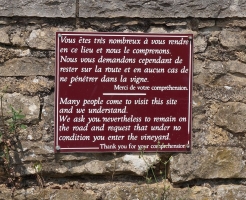 Vous êtes très nombreux à vous rendre
en ce lieu et nous le comprenons.
Nous vous demandons cependant de
rester sur la route et en aucun cas de
ne pénétrer dans la vigne.
Merci de votre compréhension.
Many people come to visit this site
and we understand.
We ask you nevertheless to remain on
the road and request that under no
condition you enter the vineyard.
Thank you for your comprehension.